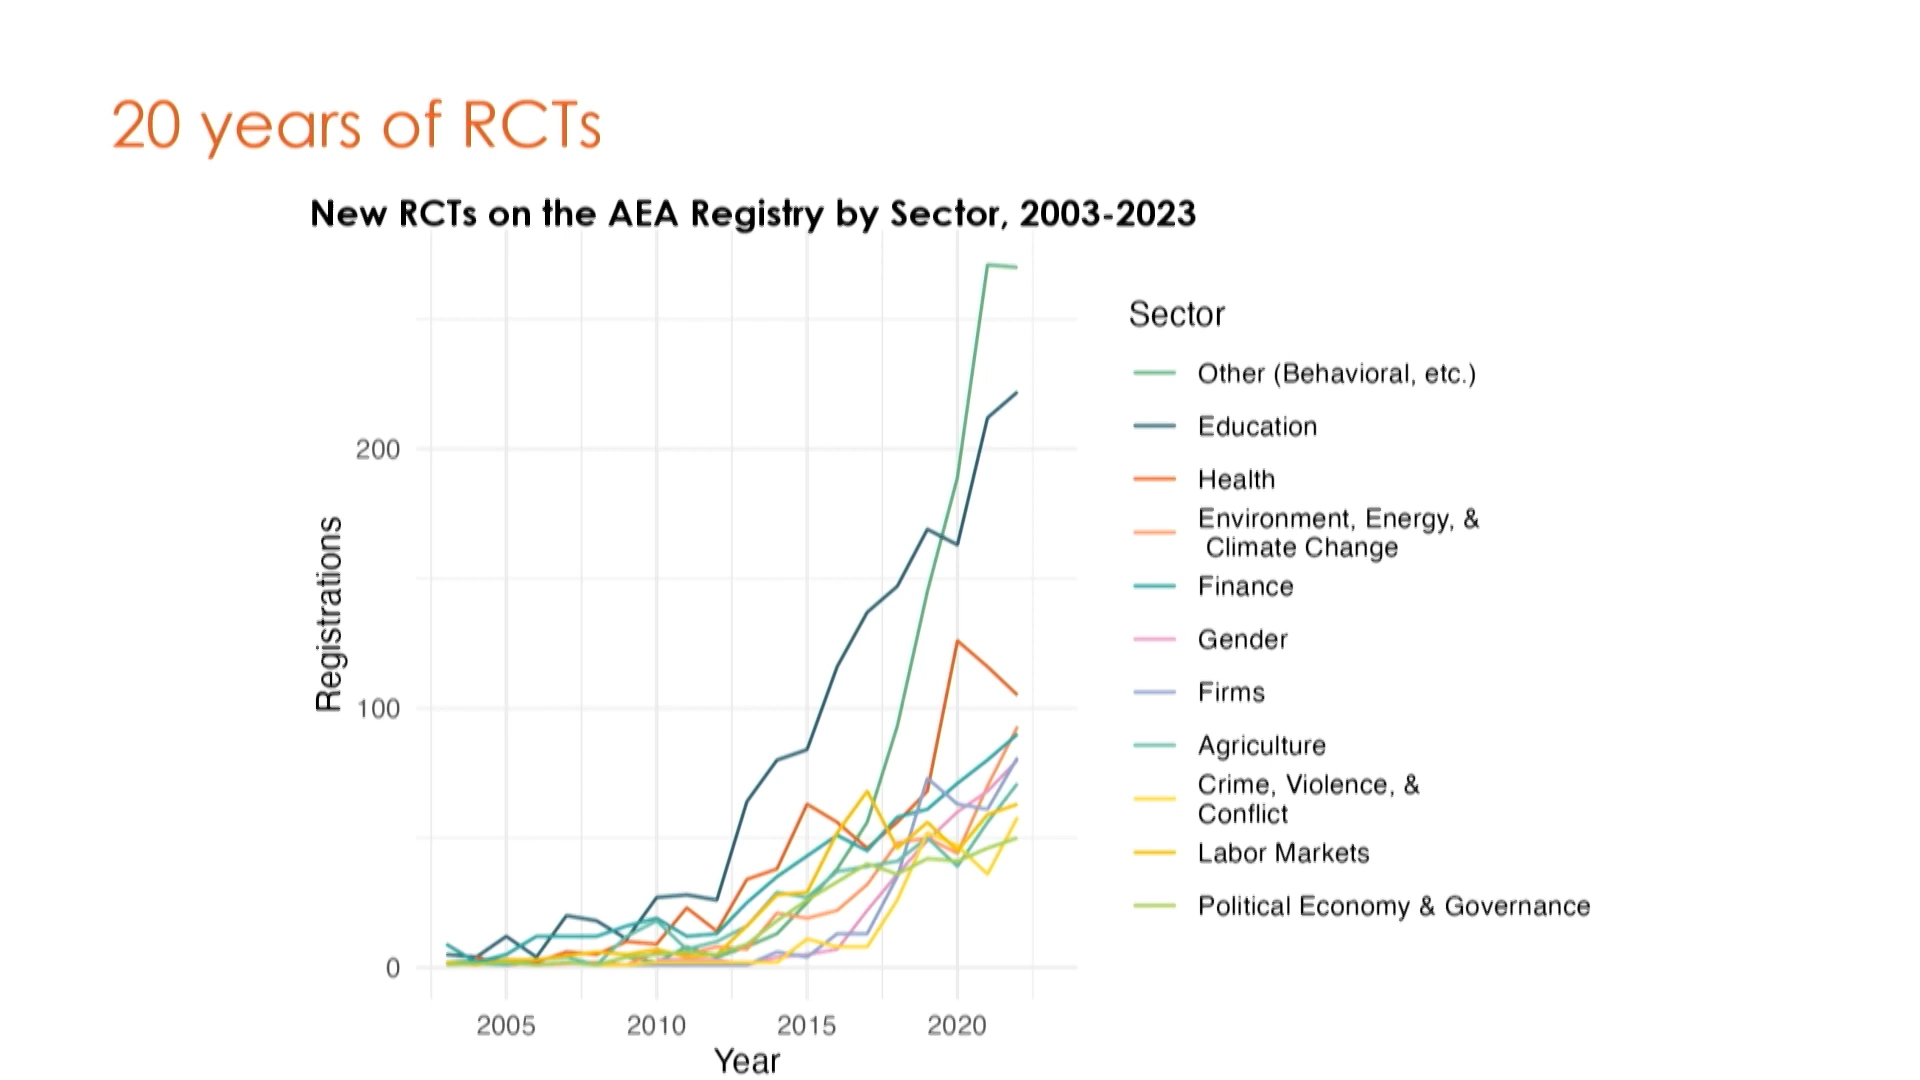 20 years of RCTs
New RCTs on the AEA Registry by Sector, 2003-2023
Sector
Other (Behavioral, etc.)
Education
Health
Environment, Energy, &
Climate Change
Finance
Gender
Firms
Agriculture
Crime, Violence, &
Conflict
Labor Markets
Political Economy & Governance
Registrations
200
100
0
2005 2010 2015 2020
Year